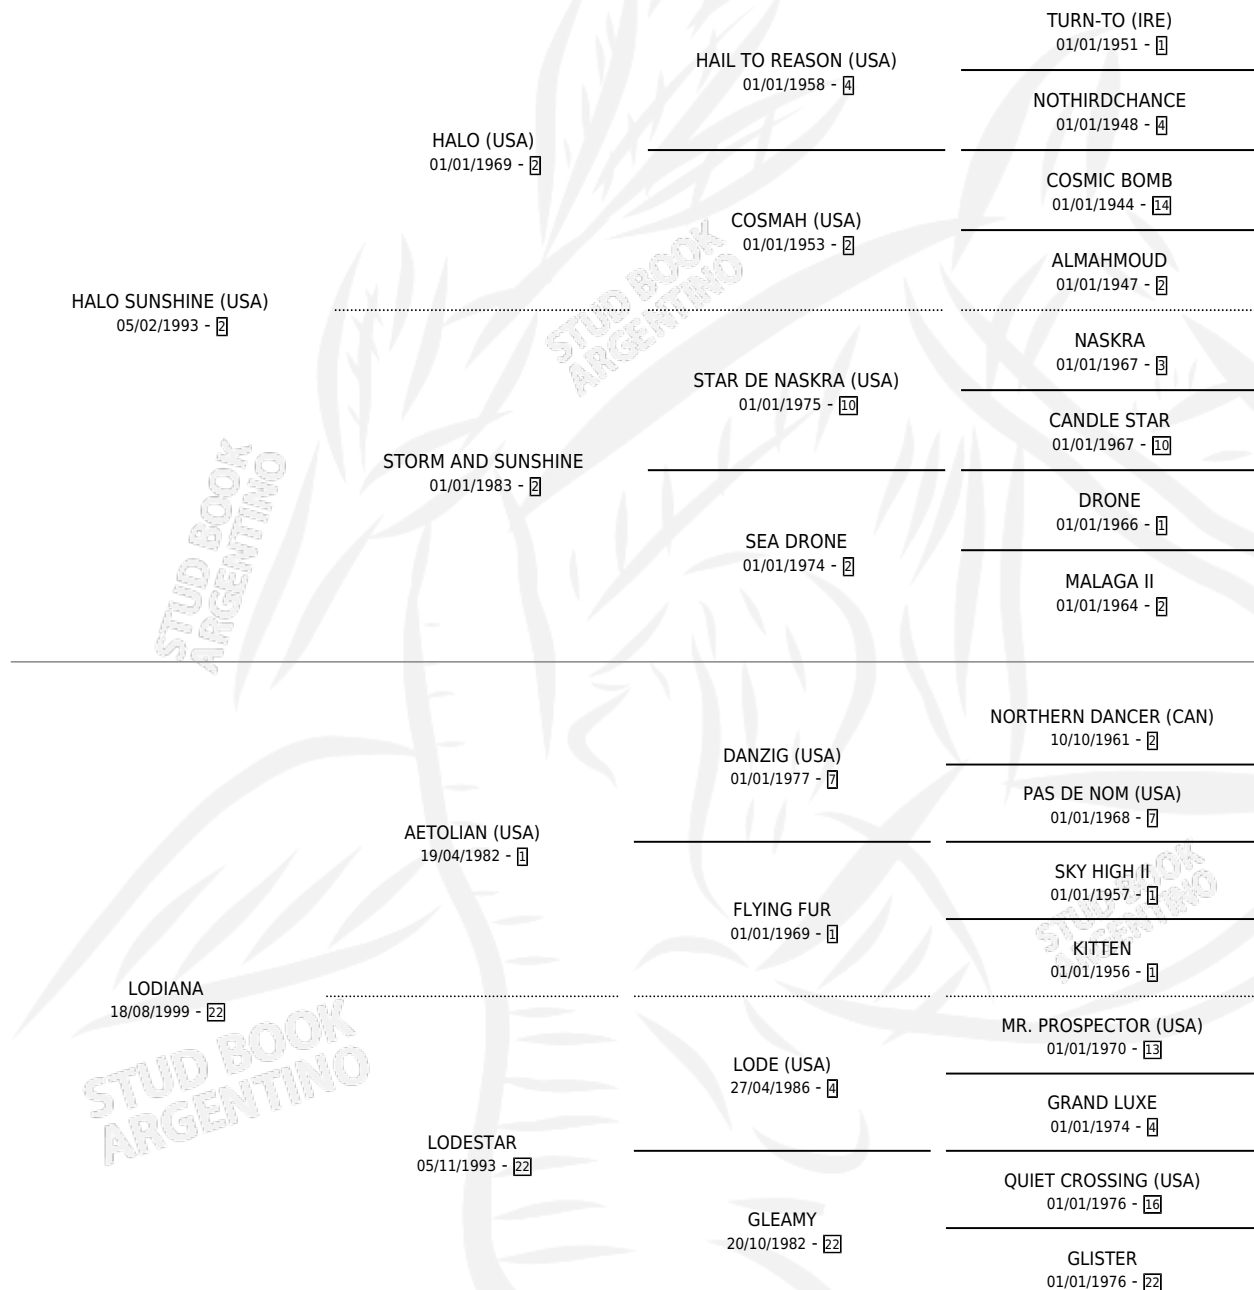 TURN-TO (IRE)
01/01/1951 - 1
HAIL TO REASON (USA)
01/01/1958 - 4
NOTHIRDCHANCE
01/01/1948 - 4
HALO (USA)
01/01/1969 - 2
COSMIC BOMB
01/01/1944 - 14
COSMAH (USA)
01/01/1953 - 2
ALMAHMOUD
01/01/1947 - 2
HALO SUNSHINE (USA)
05/02/1993 - 2
STUD BOOK
ARGENTINO
NASKRA
01/01/1967 - 3
STAR DE NASKRA (USA)
01/01/1975 - 10
CANDLE STAR
01/01/1967 - 10
STORM AND SUNSHINE
01/01/1983 - 2
DRONE
01/01/1966 - 1
SEA DRONE
01/01/1974 - 2
MALAGA II
01/01/1964 - 2
STUD BOOK
ARGENTINO
NORTHERN DANCER (CAN)
10/10/1961 - 2
DANZIG (USA)
01/01/1977 - 7
PAS DE NOM (USA)
01/01/1968 - 7
AETOLIAN (USA)
19/04/1982 - 1
SKY HIGH II
01/01/1957 - 1
FLYING FUR
01/01/1969 - 1
KITTEN
01/01/1956 - 1
STUD BOOK
ARGENTINO
LODIANA
18/08/1999 - 22
MR. PROSPECTOR (USA)
01/01/1970 - 13
LODE (USA)
27/04/1986 - 4
GRAND LUXE
01/01/1974 - 4
STUD BOOK
ARGENTINO
LODESTAR
05/11/1993 - 22
QUIET CROSSING (USA)
01/01/1976 - 16
GLEAMY
20/10/1982 - 22
GLISTER
01/01/1976 - 22